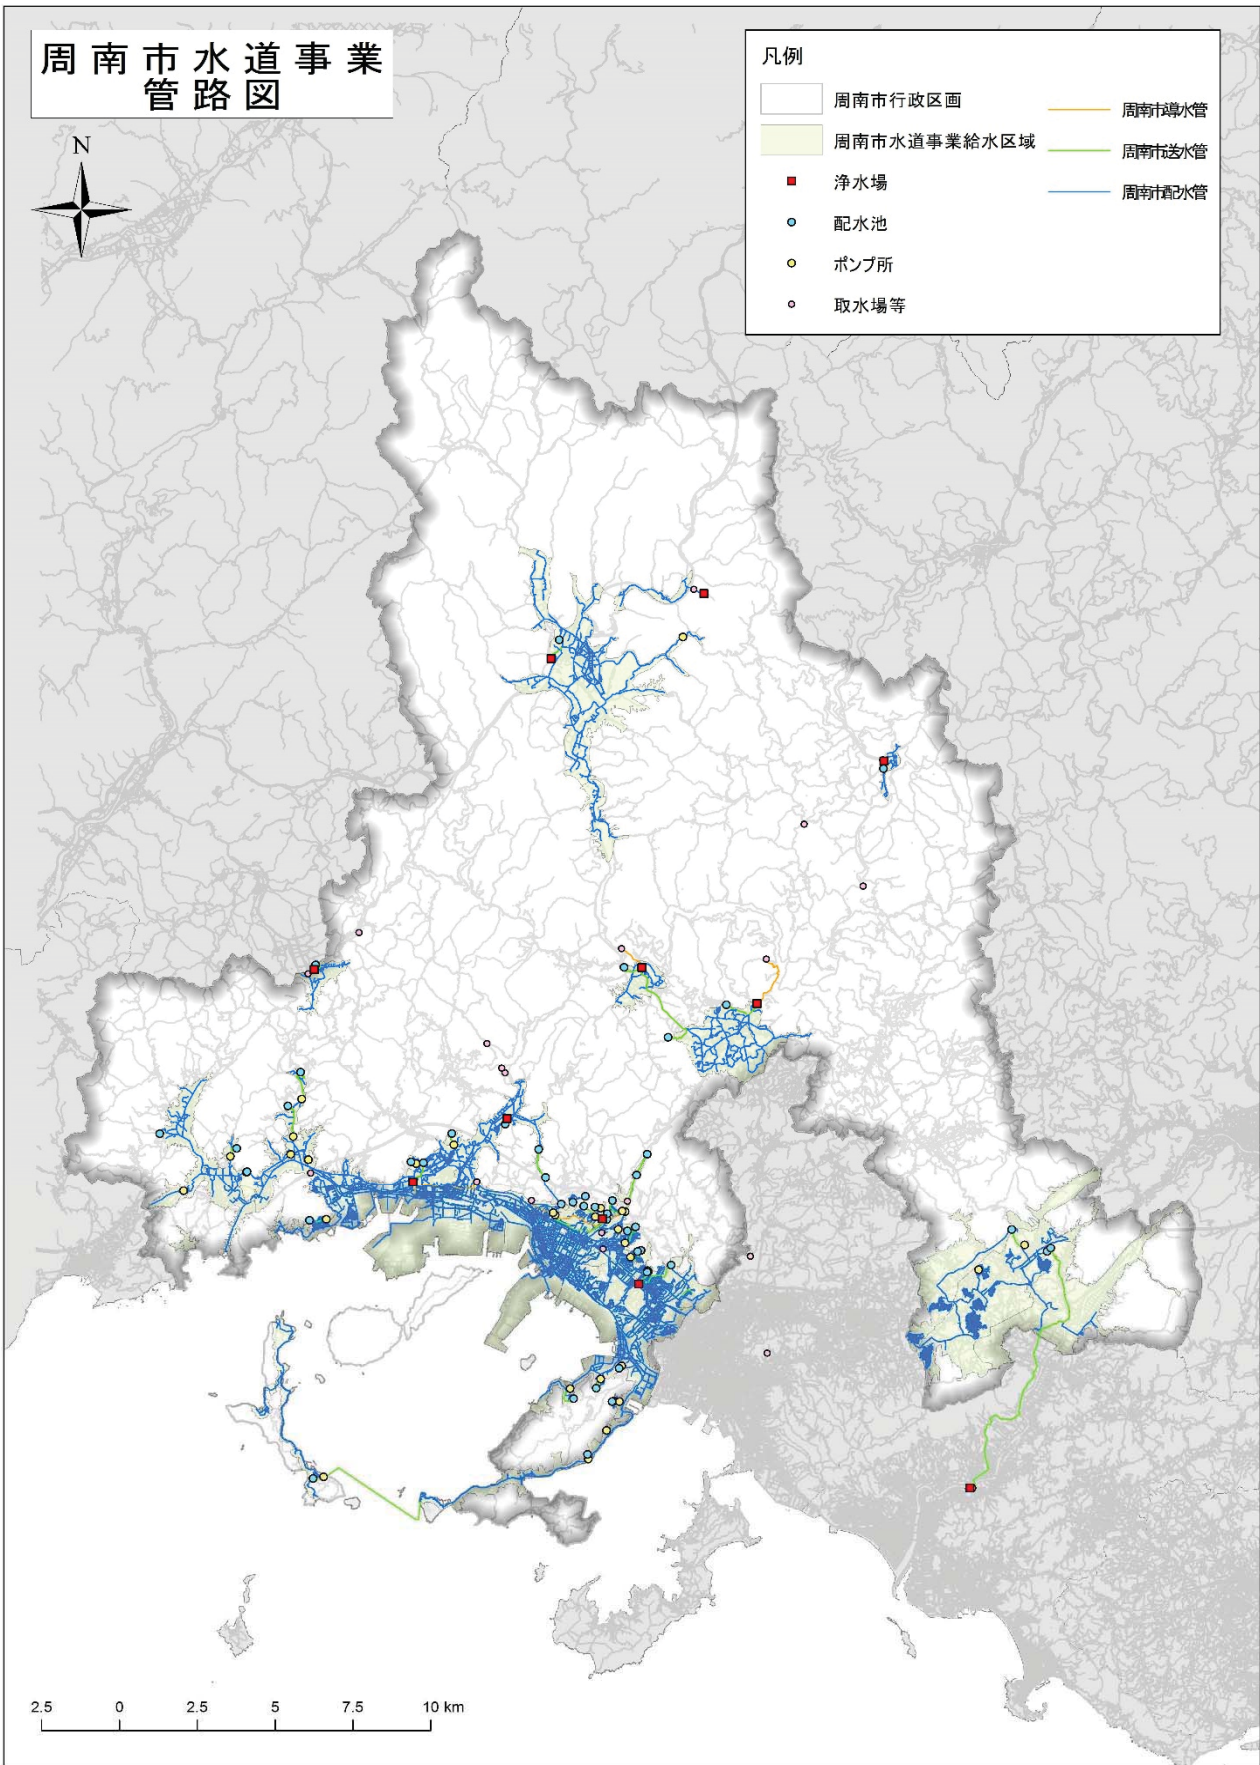 周南市水道事業
管路図
N
凡例
周南市行政区画
周南市水道事業給水区域
浄水場
配水池
ポンプ所
取水場等
周南市導水管
周南市送水管
周南市配水管
2.5 0 2.5 5 7.5 10 km